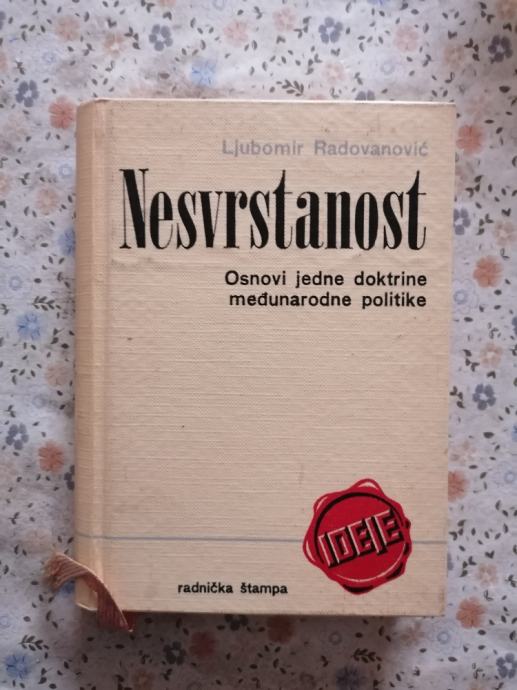 Ljubomir Radovanović
Nesvrstanost
Osnovi jedne doktrine
međunarodne politike
IDEJE
radnička štampa